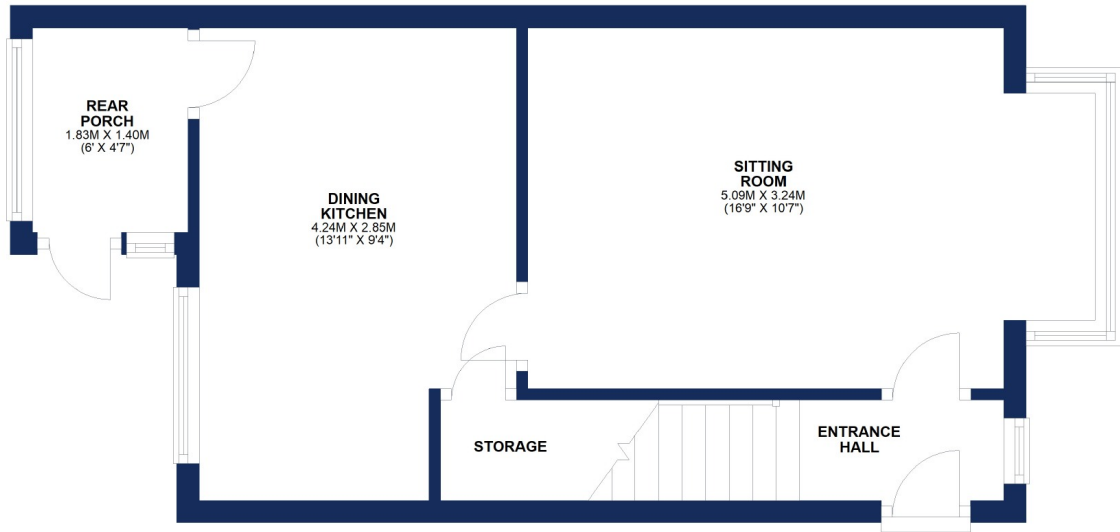 REAR
PORCH
1.83M X 1.40M
(6' X 4'7")
DINING
KITCHEN
4.24M X 2.85M
(13'11" X 9'4")
SITTING
ROOM
5.09M X 3.24M
(16'9" X 10'7")
STORAGE
ENTRANCE
HALL